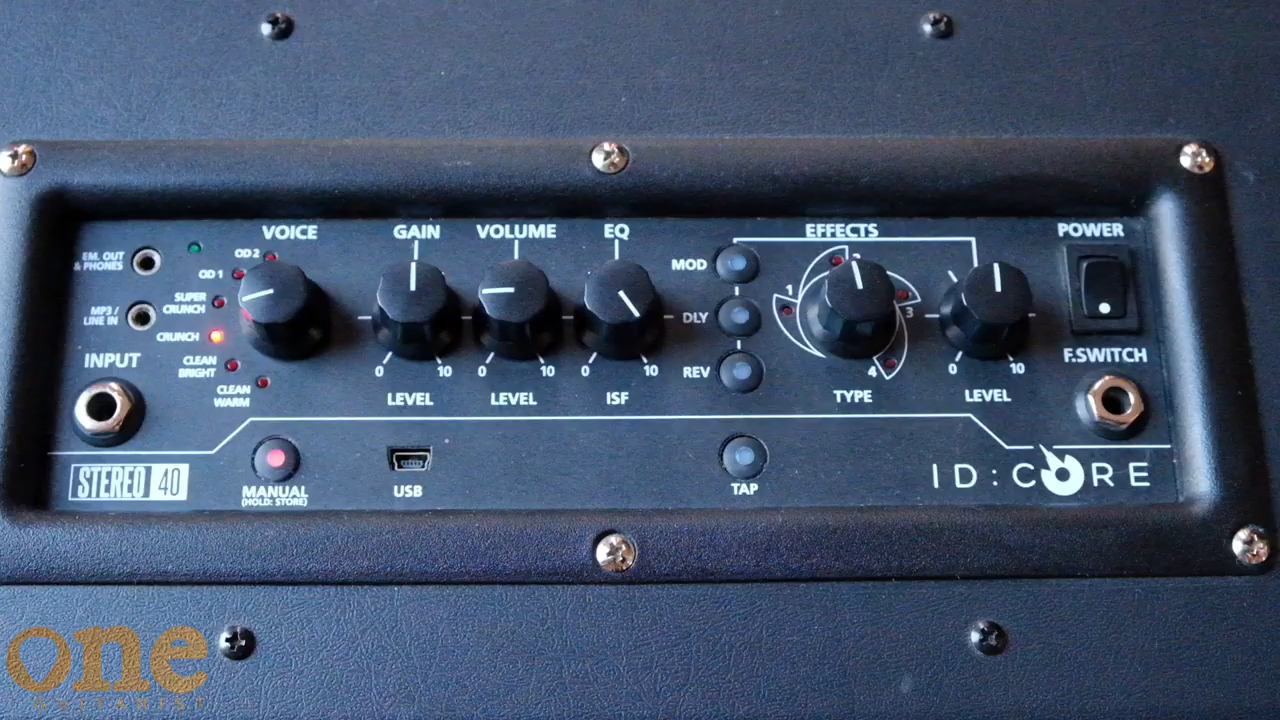 VOICE
GAIN
VOLUME
EQ
EFFECTS
POWER
EM. OUT
& PHONES
OD 2
OD 1
MP3 /
LINE IN
SUPER
CRUNCH
CRUNCH
CLEAN
BRIGHT
CLEAN
WARM
INPUT
0 10
LEVEL
0 10
LEVEL
0 10
ISF
MOD
DLY
REV
1
2
3
4
TYPE
0 10
LEVEL
F.SWITCH
STEREO 40
MANUAL
(HOLD: STORE)
USB
TAP
ID:CORE
one
GUITARIST